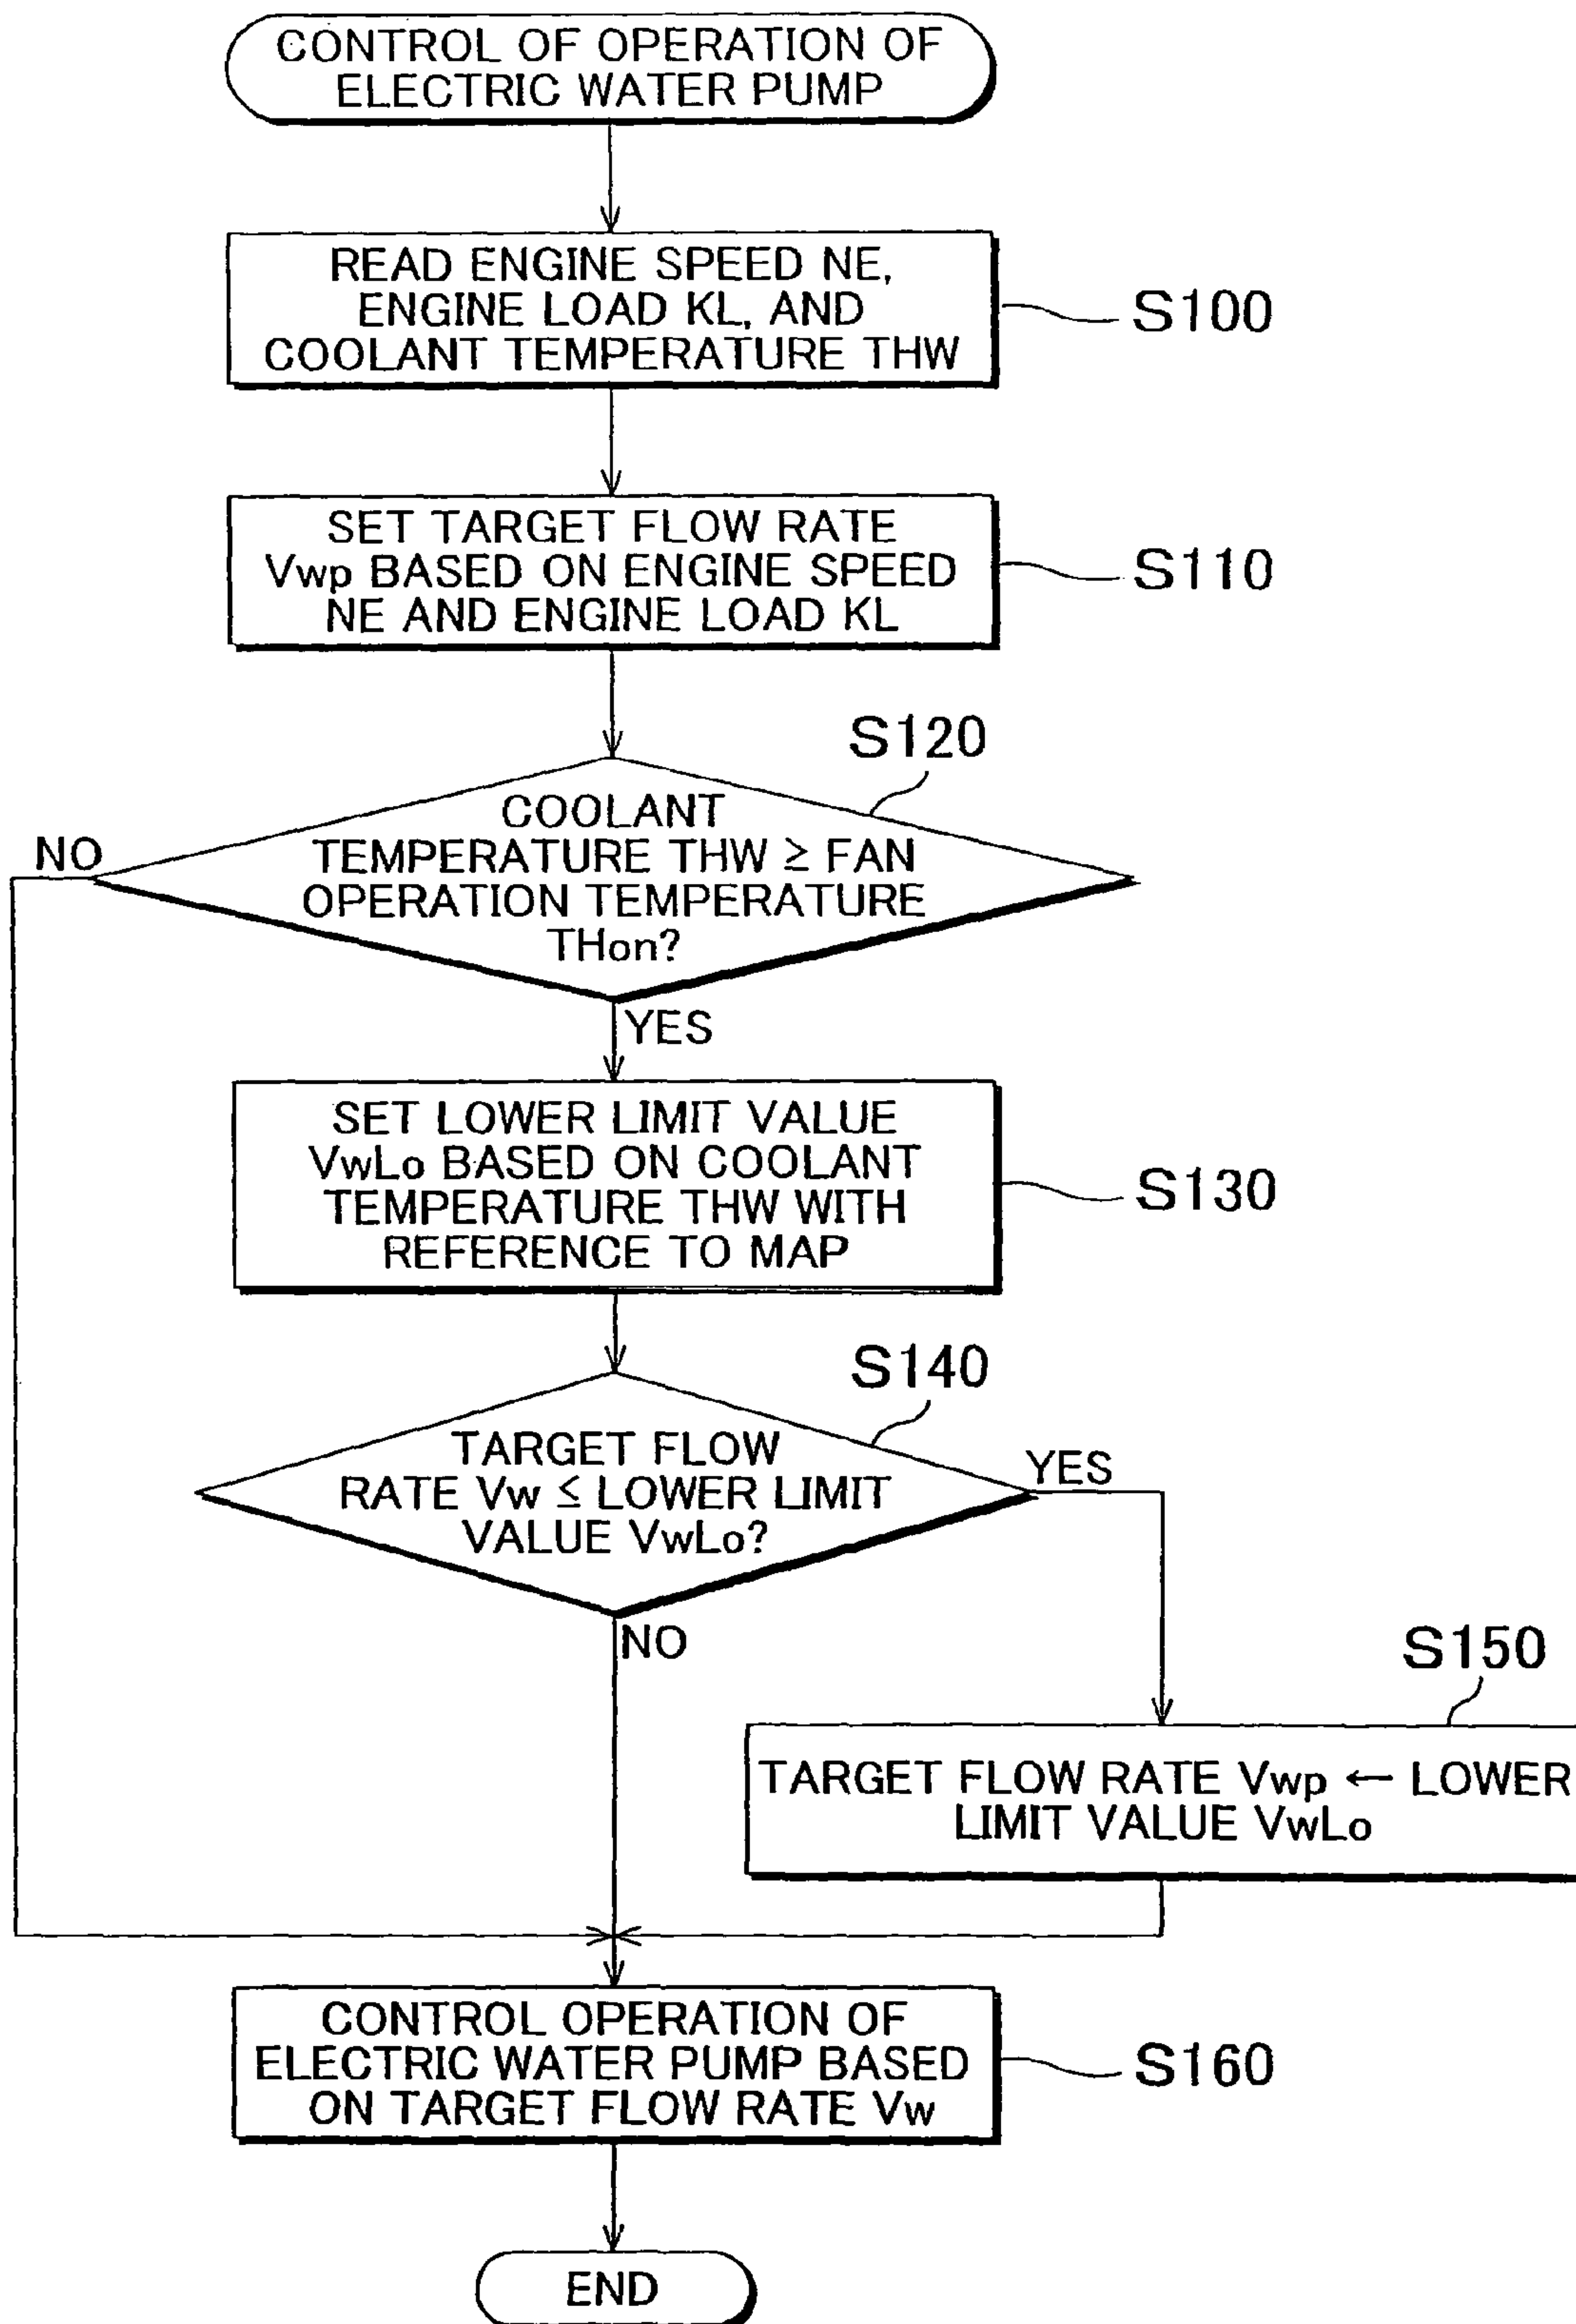 CONTROL OF OPERATION OF
ELECTRIC WATER PUMP
READ ENGINE SPEED NE,
ENGINE LOAD KL, AND
COOLANT TEMPERATURE THW
S100
SET TARGET FLOW RATE
Vwp BASED ON ENGINE SPEED
NE AND ENGINE LOAD KL
S110
S120
COOLANT
TEMPERATURE THW ≥ FAN
OPERATION TEMPERATURE
THon?
NO
YES
SET LOWER LIMIT VALUE
VwLo BASED ON COOLANT
TEMPERATURE THW WITH
REFERENCE TO MAP
S130
S140
TARGET FLOW
RATE Vw ≤ LOWER LIMIT
VALUE VwLo?
YES
NO
S150
TARGET FLOW RATE Vwp ← LOWER
LIMIT VALUE VwLo
CONTROL OPERATION OF
ELECTRIC WATER PUMP BASED
ON TARGET FLOW RATE Vw
S160
END